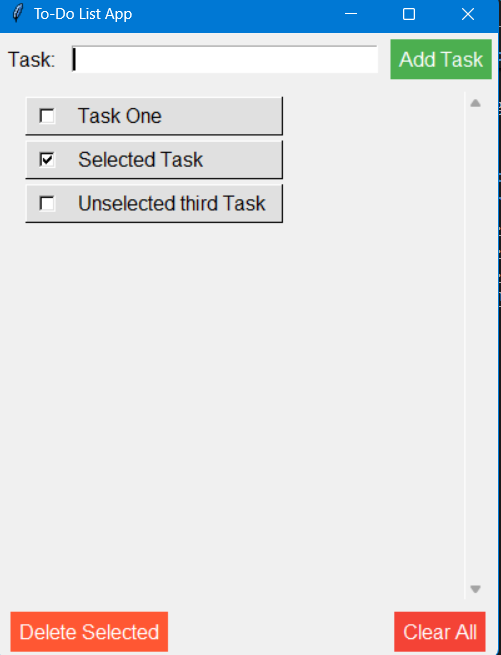 To-Do List App
Task: Add Task
Task One
Selected Task
Unselected third Task
Delete Selected Clear All